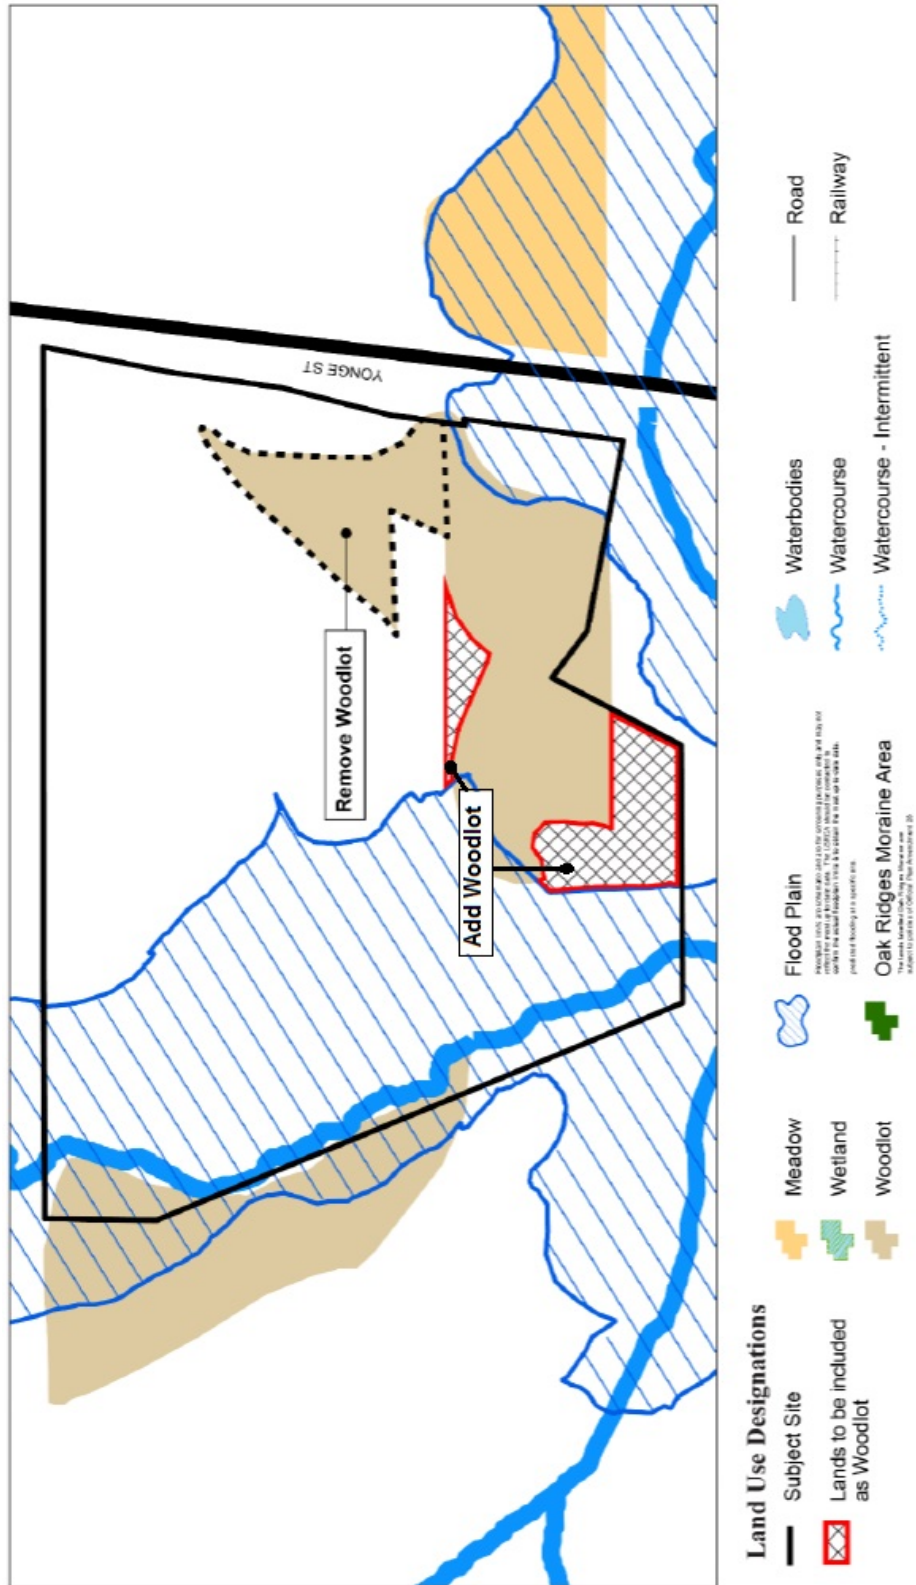 YONGE ST
Remove Woodlot
Add Woodlot
Land Use Designations
Subject Site
Lands to be included
as Woodlot
Meadow
Wetland
Woodlot
Flood Plain
Oak Ridges Moraine Area
Waterbodies
Watercourse
Watercourse - Intermittent
Road
Railway